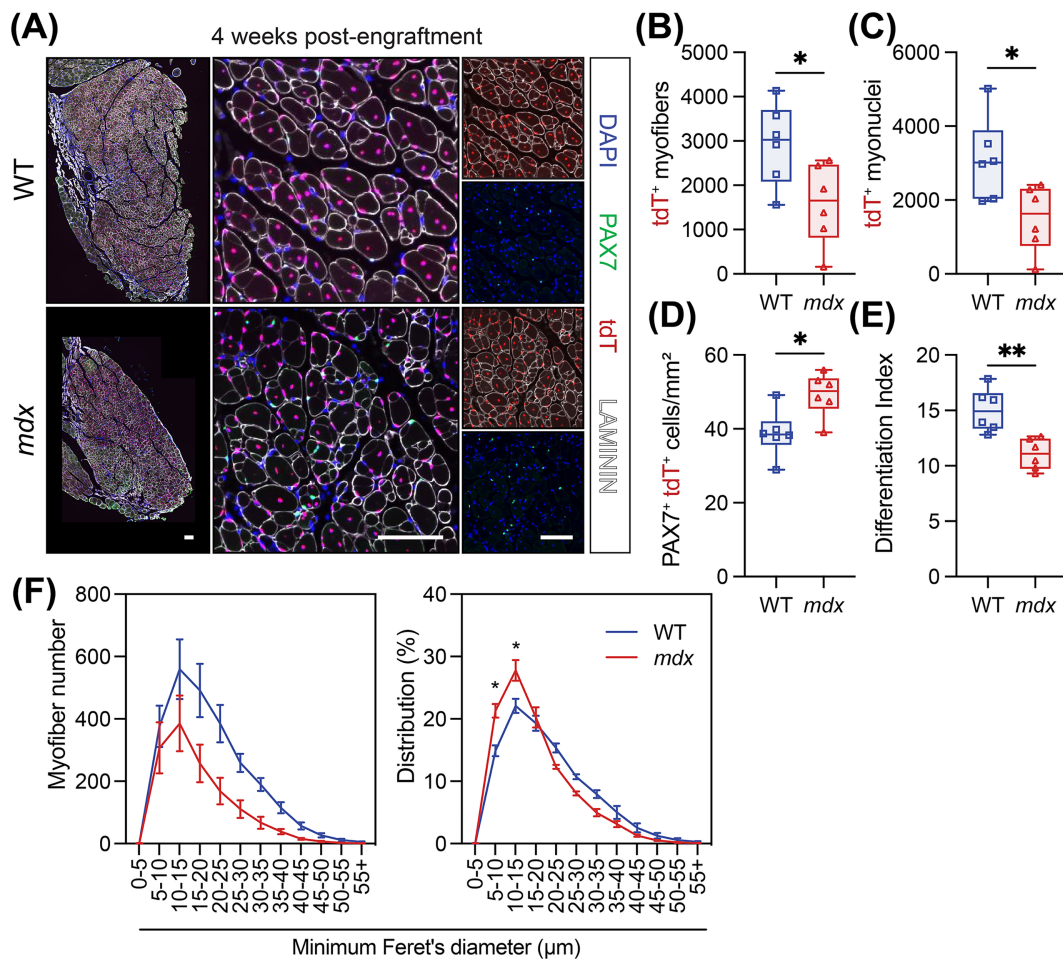 (A)
4 weeks post-engraftment
WT
mdx
DAPI PAX7 tdT LAMININ
(B)
tdT⁺ myofibers
5000
4000
3000
2000
1000
0
*
WT mdx
(C)
tdT⁺ myonuclei
6000
4000
2000
0
*
WT mdx
(D)
PAX7⁺ tdT⁺ cells/mm²
60
40
20
0
*
WT mdx
(E)
Differentiation Index
20
15
10
5
0
**
WT mdx
(F)
Myofiber number
800
600
400
200
0
0-5 5-10 10-15 15-20 20-25 25-30 30-35 35-40 40-45 45-50 50-55 55+
Distribution (%)
40
30
20
10
0
* *
WT
mdx
0-5 5-10 10-15 15-20 20-25 25-30 30-35 35-40 40-45 45-50 50-55 55+
Minimum Feret's diameter (µm)